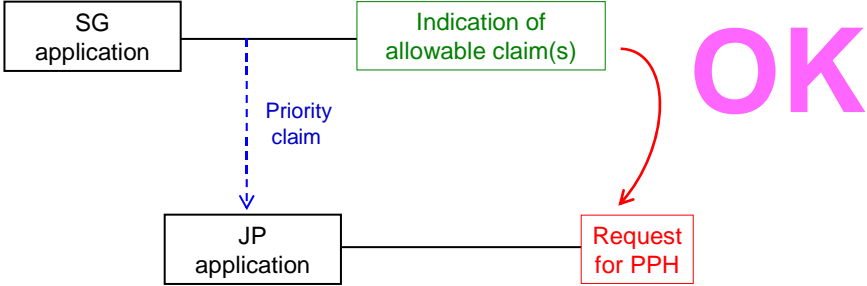 SG
application
Indication of
allowable claim(s)
OK
Priority
claim
JP
application
Request
for PPH